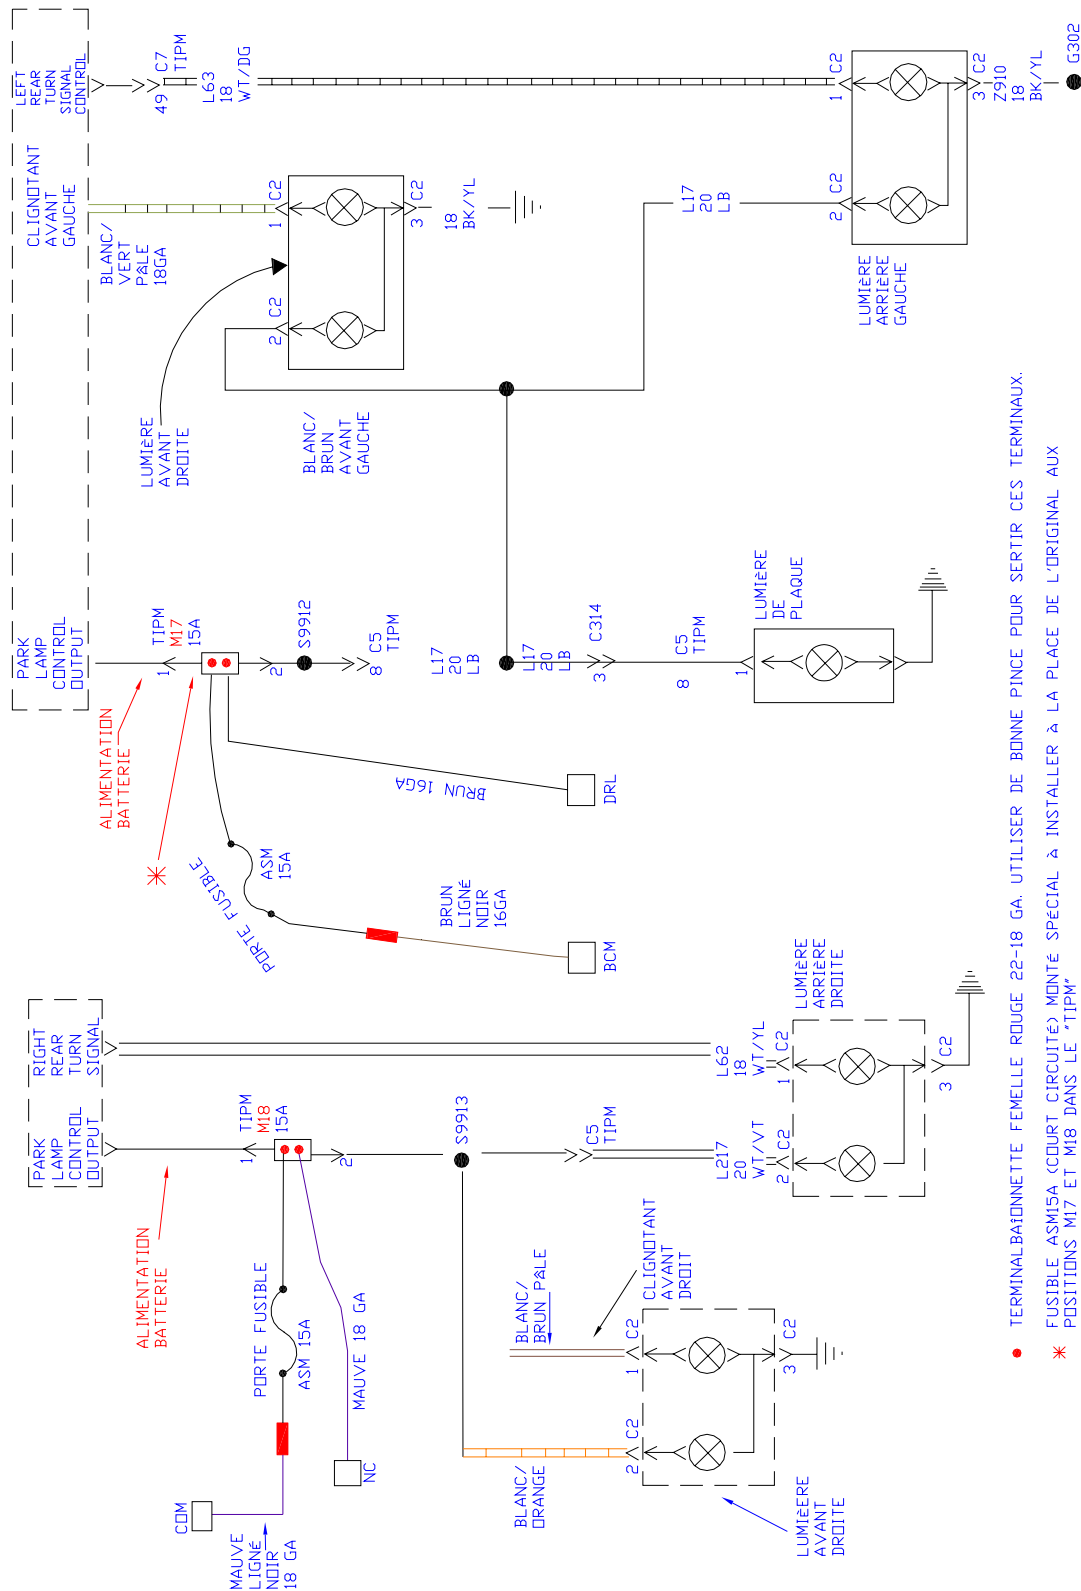 LEFT
REAR
TURN
SIGNAL
CONTROL
49
C7
TIPM
L63
18
WT/DG
1
C2
3
C2
Z910
18
BK/YL
G302
CLIGNOTANT
AVANT
GAUCHE
BLANC/
VERT
PÂLE
18GA
1
C2
3
C2
18
BK/YL
2
C2
L17
20
LB
2
C2
LUMIÈRE
ARRIÈRE
GAUCHE
LUMIÈRE
AVANT
DROITE
BLANC/
BRUN
AVANT
GAUCHE
PARK
LAMP
CONTROL
OUTPUT
1
TIPM
M17
15A
2
S9912
8
C5
TIPM
L17
20
LB
L17
20
LB
3
C314
8
C5
TIPM
1
LUMIÈRE
DE
PLAQUE
ALIMENTATION
BATTERIE
BRUN 16GA
DRL
PORTE FUSIBLE
ASM
15A
BRUN
LIGNÉ
NOIR
16GA
BCM
RIGHT
REAR
TURN
SIGNAL
L62
18
WT/YL
1
C2
3
C2
LUMIÈRE
ARRIÈRE
DROITE
PARK
LAMP
CONTROL
OUTPUT
1
TIPM
M18
15A
2
S9913
C5
TIPM
L217
20
WT/VT
2
C2
ALIMENTATION
BATTERIE
PORTE FUSIBLE
ASM 15A
MAUVE 18 GA
NC
COM
MAUVE
LIGNÉ
NOIR
18 GA
BLANC/
BRUN PÂLE
CLIGNOTANT
AVANT
DROIT
1
C2
3
C2
BLANC/
ORANGE
2
C2
LUMIÈERE
AVANT
DROITE
TERMINAL BAÏONNETTE FEMELLE ROUGE 22-18 GA. UTILISER DE BONNE PINCE POUR SERTIR CES TERMINAUX.
FUSIBLE ASM15A (COURT CIRCUITÉ) MONTÉ SPÉCIAL À INSTALLER À LA PLACE DE L'ORIGINAL AUX
POSITIONS M17 ET M18 DANS LE "TIPM"